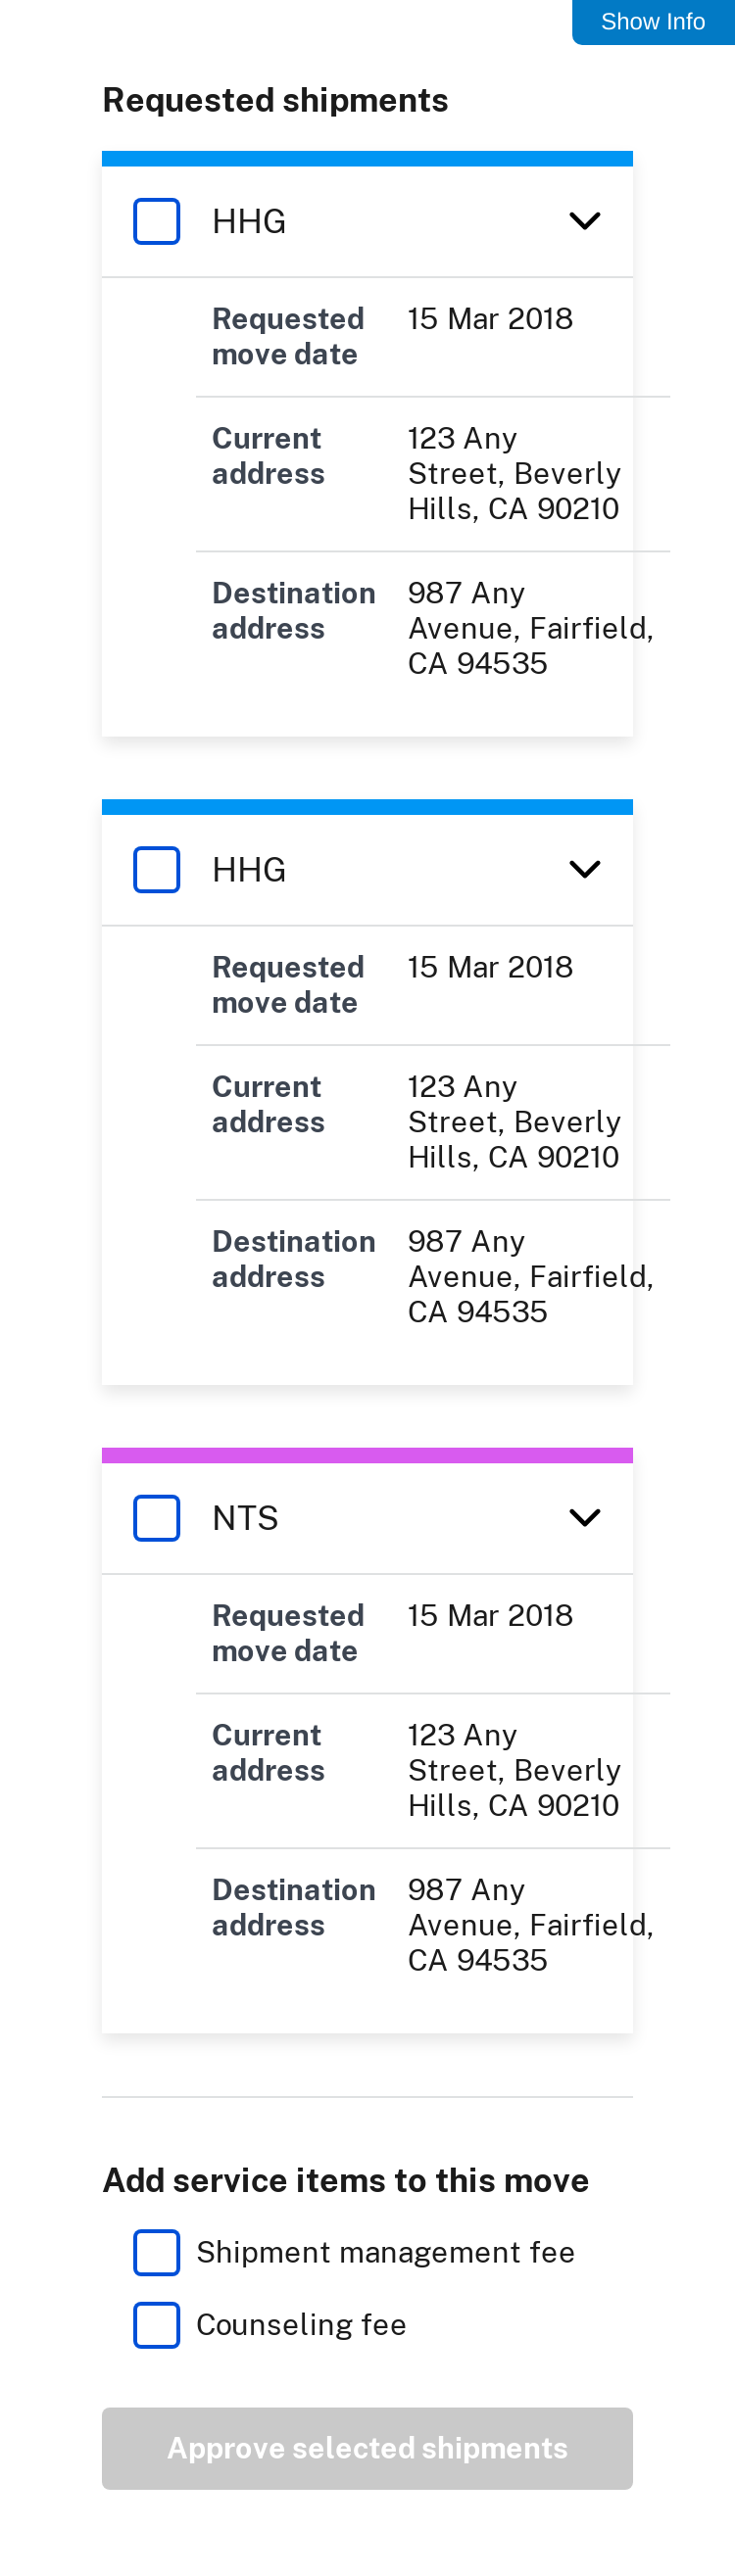 Show Info
Requested shipments
HHG
Requested 15 Mar 2018
move date
Current 123 Any
address Street, Beverly
Hills, CA 90210
Destination 987 Any
address Avenue, Fairfield,
CA 94535
HHG
Requested 15 Mar 2018
move date
Current 123 Any
address Street, Beverly
Hills, CA 90210
Destination 987 Any
address Avenue, Fairfield,
CA 94535
NTS
Requested 15 Mar 2018
move date
Current 123 Any
address Street, Beverly
Hills, CA 90210
Destination 987 Any
address Avenue, Fairfield,
CA 94535
Add service items to this move
Shipment management fee
Counseling fee
Approve selected shipments